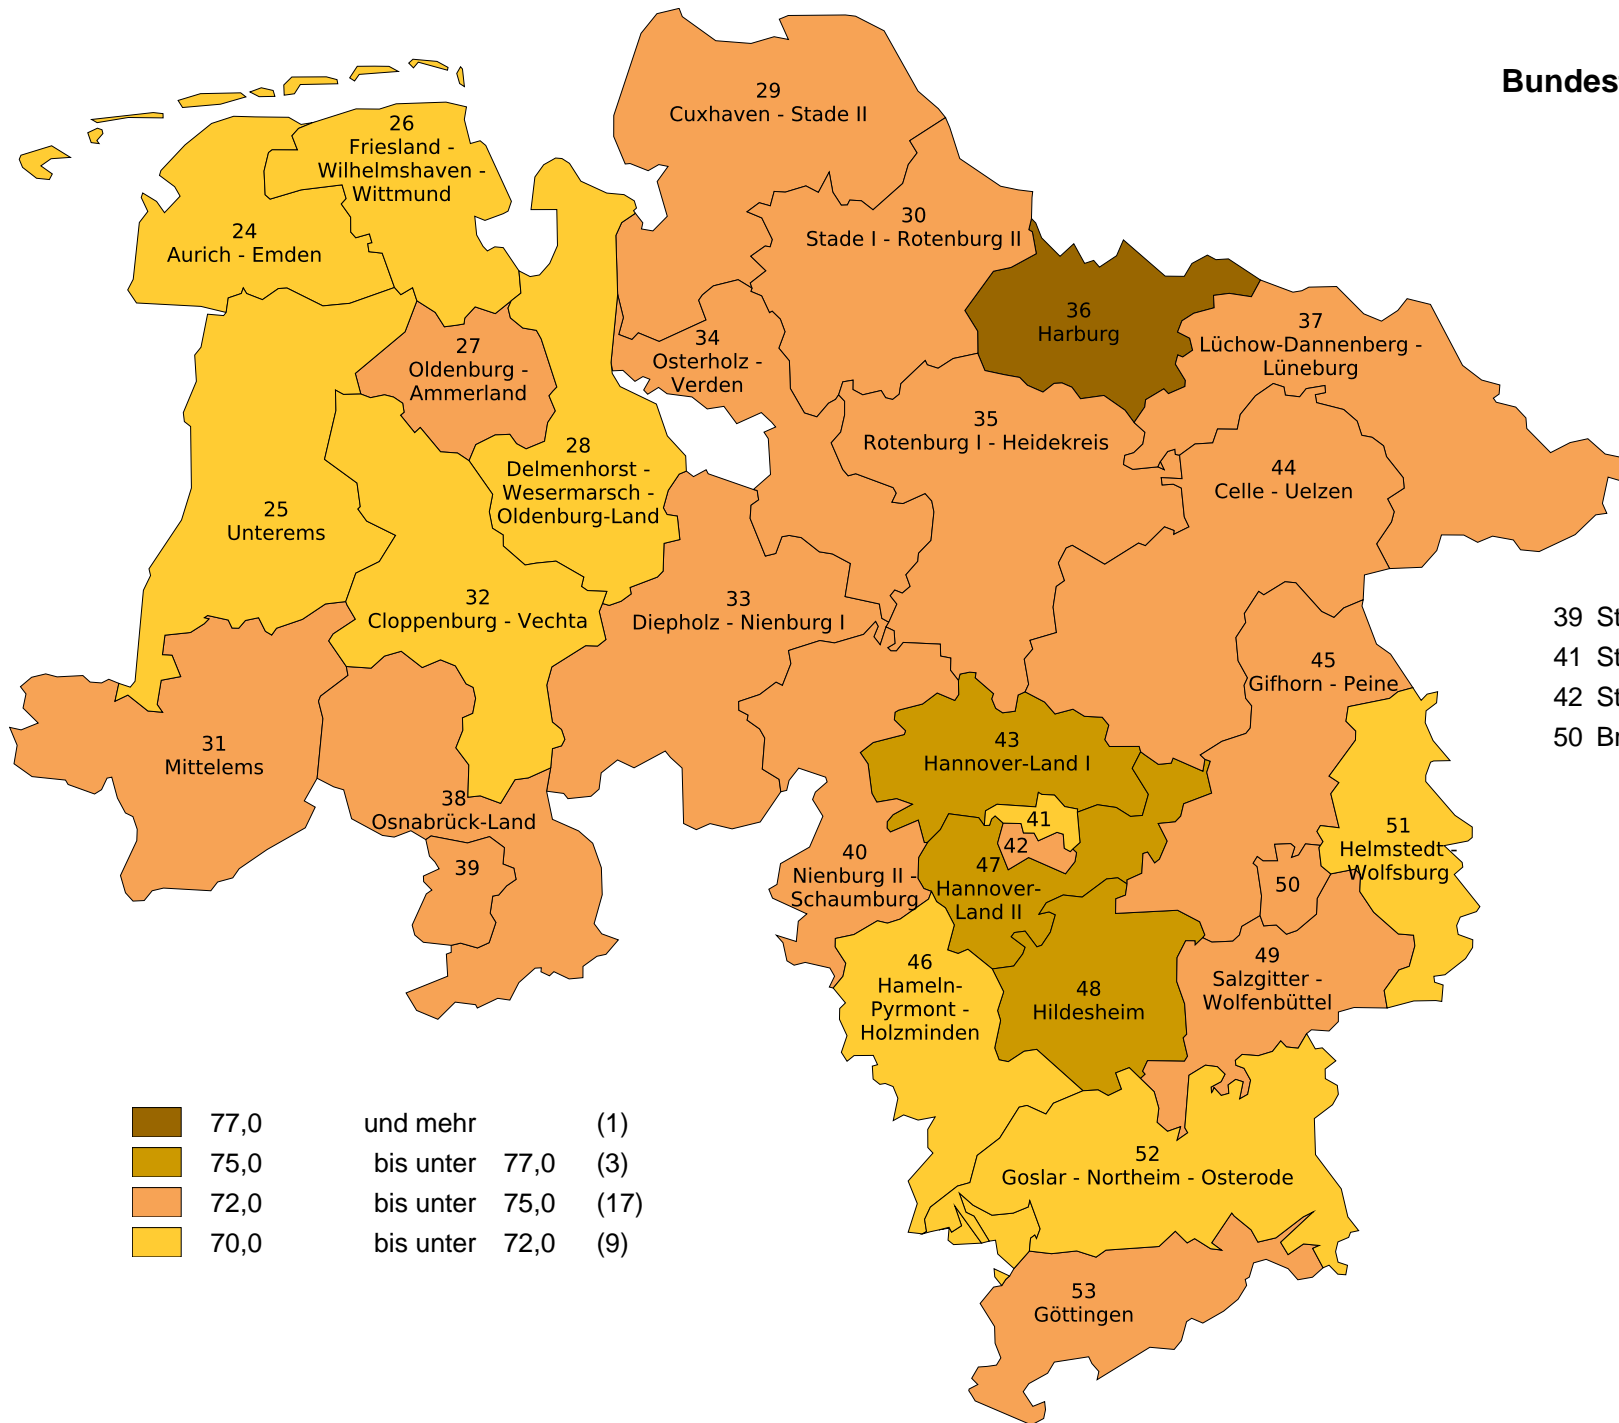 Bundes
29
Cuxhaven - Stade II
26
Friesland -
Wilhelmshaven -
Wittmund
24
Aurich - Emden
30
Stade I - Rotenburg II
36
Harburg
37
Lüchow-Dannenberg -
Lüneburg
27
Oldenburg -
Ammerland
34
Osterholz -
Verden
35
Rotenburg I - Heidekreis
28
Delmenhorst -
Wesermarsch -
Oldenburg-Land
44
Celle - Uelzen
25
Unterems
32
Cloppenburg - Vechta
33
Diepholz - Nienburg I
39 St
41 St
42 St
50 Br
45
Gifhorn - Peine
31
Mittelems
43
Hannover-Land I
38
Osnabrück-Land
39
41
42
40
Nienburg II -
Schaumburg
47
Hannover-
Land II
50
51
Helmstedt -
Wolfsburg
46
Hameln-
Pyrmont -
Holzminden
48
Hildesheim
49
Salzgitter -
Wolfenbüttel
52
Goslar - Northeim - Osterode
53
Göttingen
77,0 und mehr (1)
75,0 bis unter 77,0 (3)
72,0 bis unter 75,0 (17)
70,0 bis unter 72,0 (9)